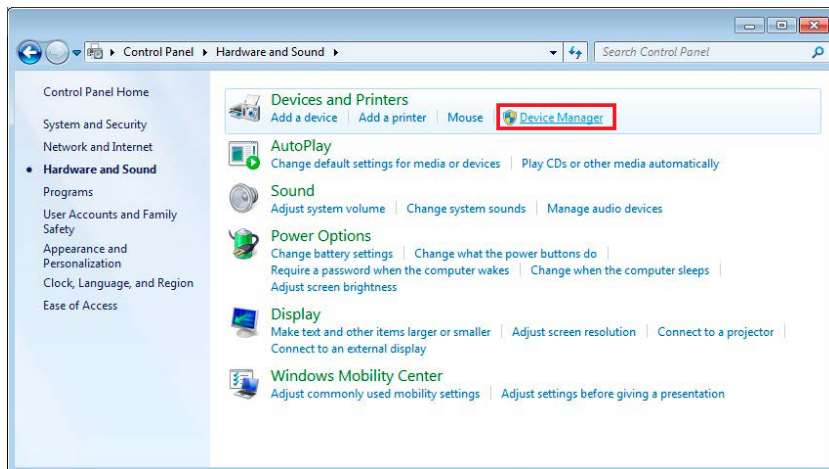 Control Panel Hardware and Sound
Search Control Panel
Control Panel Home
System and Security
Network and Internet
Hardware and Sound
Programs
User Accounts and Family
Safety
Appearance and
Personalization
Clock, Language, and Region
Ease of Access
Devices and Printers
Add a device Add a printer Mouse Device Manager
AutoPlay
Change default settings for media or devices Play CDs or other media automatically
Sound
Adjust system volume Change system sounds Manage audio devices
Power Options
Change battery settings Change what the power buttons do
Require a password when the computer wakes Change when the computer sleeps
Adjust screen brightness
Display
Make text and other items larger or smaller Adjust screen resolution Connect to a projector
Connect to an external display
Windows Mobility Center
Adjust commonly used mobility settings Adjust settings before giving a presentation